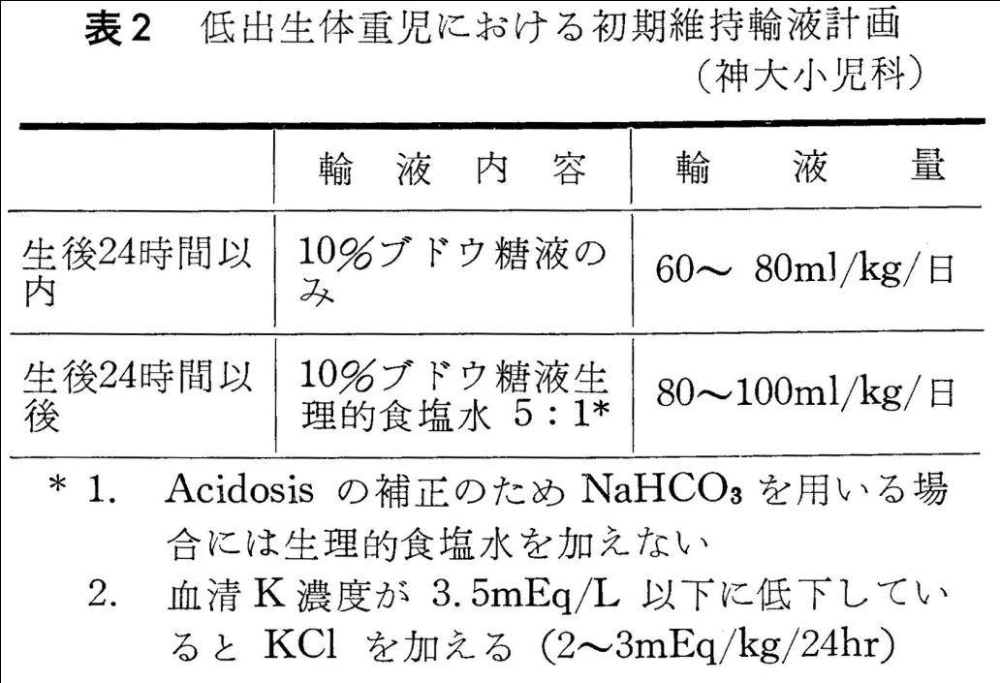 表2 低出生体重児における初期維持輸液計画
(神大小児科)
輸液内容 輸液量
生後24時間以内 10%ブドウ糖液のみ 60〜 80ml/kg/日
生後24時間以後 10%ブドウ糖液生理的食塩水 5:1* 80〜100ml/kg/日
* 1. Acidosis の補正のため NaHCO₃ を用いる場
合には生理的食塩水を加えない
2. 血清 K 濃度が 3.5mEq/L 以下に低下してい
ると KCl を加える (2〜3mEq/kg/24hr)